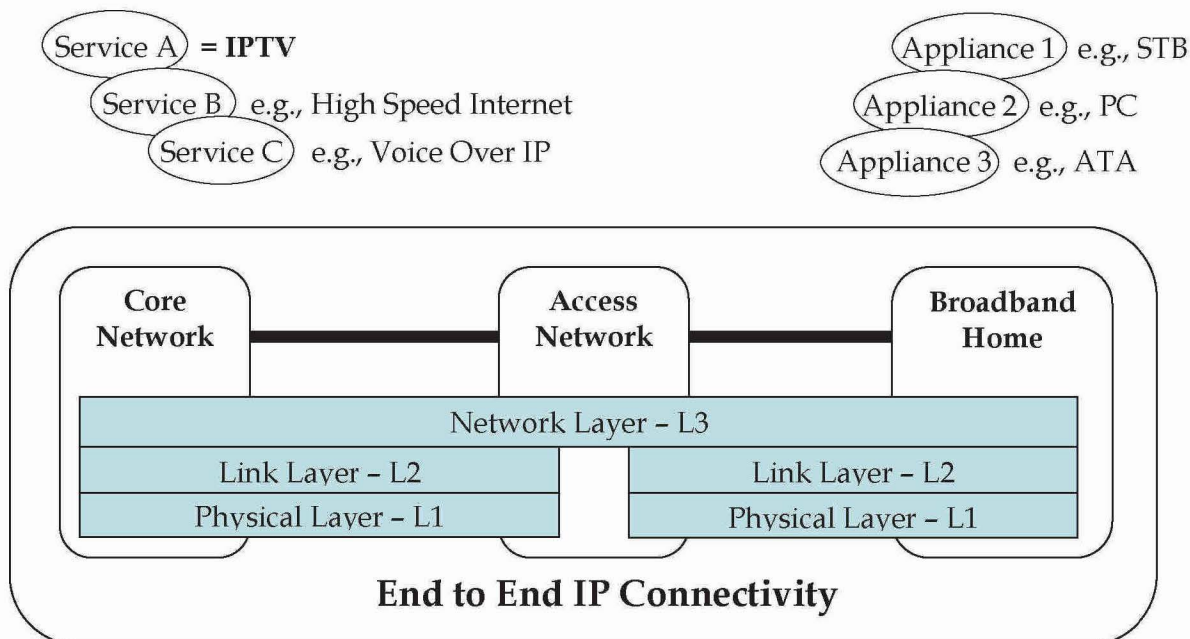 Service A = IPTV
Service B e.g., High Speed Internet
Service C e.g., Voice Over IP
Appliance 1 e.g., STB
Appliance 2 e.g., PC
Appliance 3 e.g., ATA
Core
Network
Access
Network
Broadband
Home
Network Layer – L3
Link Layer – L2
Link Layer – L2
Physical Layer – L1
Physical Layer – L1
End to End IP Connectivity